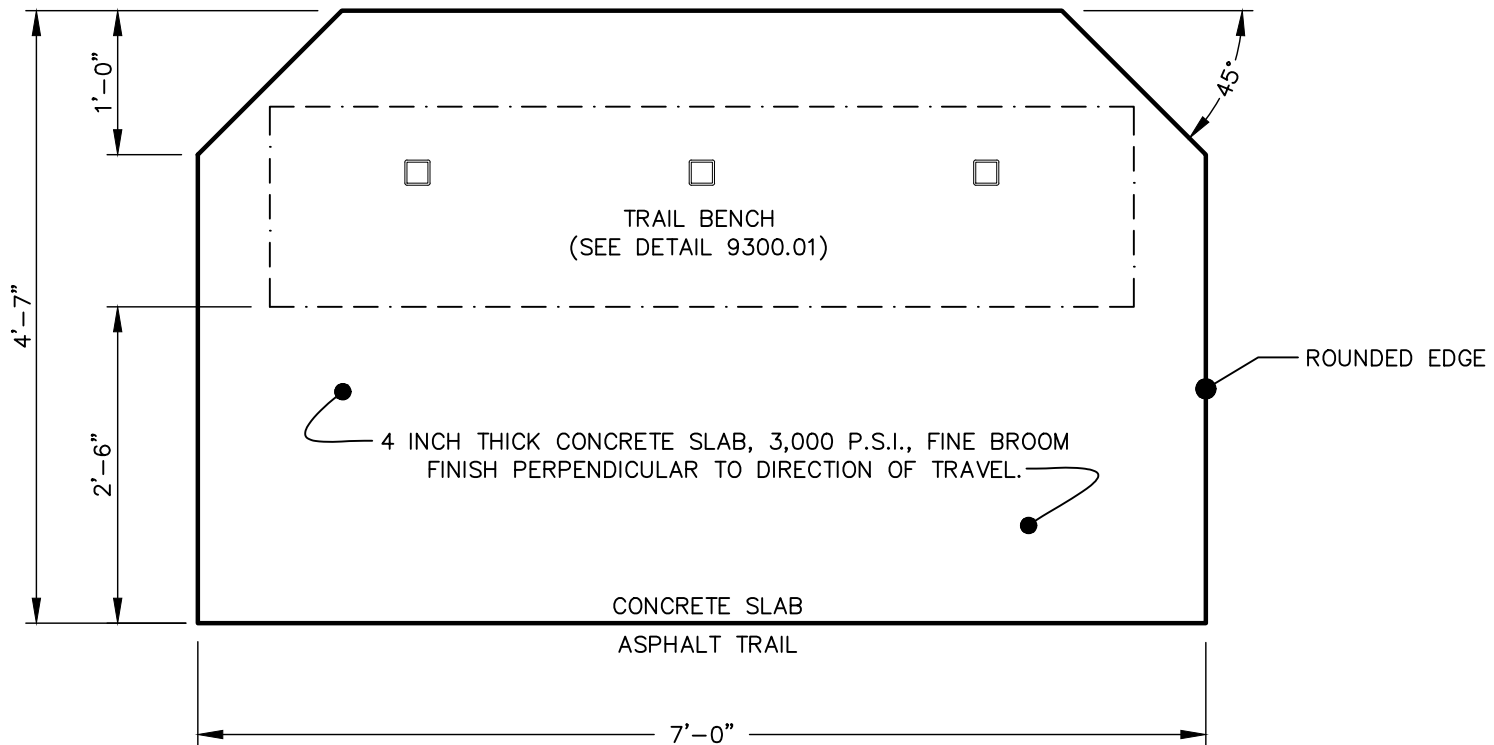 1'-0"
45°
TRAIL BENCH
(SEE DETAIL 9300.01)
4'-7"
ROUNDED EDGE
2'-6"
4 INCH THICK CONCRETE SLAB, 3,000 P.S.I., FINE BROOM
FINISH PERPENDICULAR TO DIRECTION OF TRAVEL.
CONCRETE SLAB
ASPHALT TRAIL
7'-0"